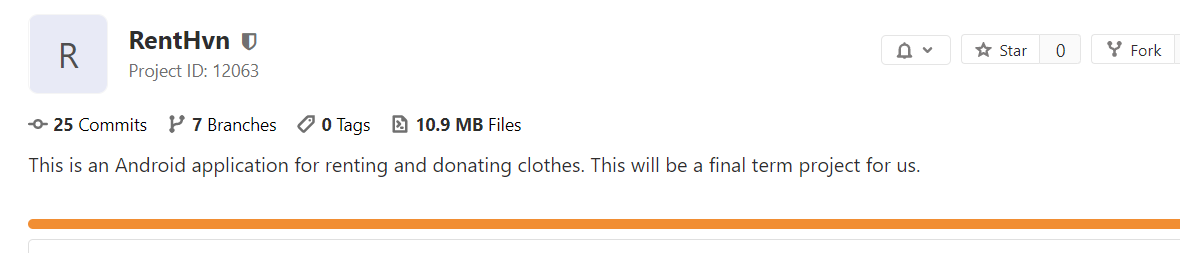 R
RentHvn
Project ID: 12063
Star 0 Fork
25 Commits 7 Branches 0 Tags 10.9 MB Files
This is an Android application for renting and donating clothes. This will be a final term project for us.